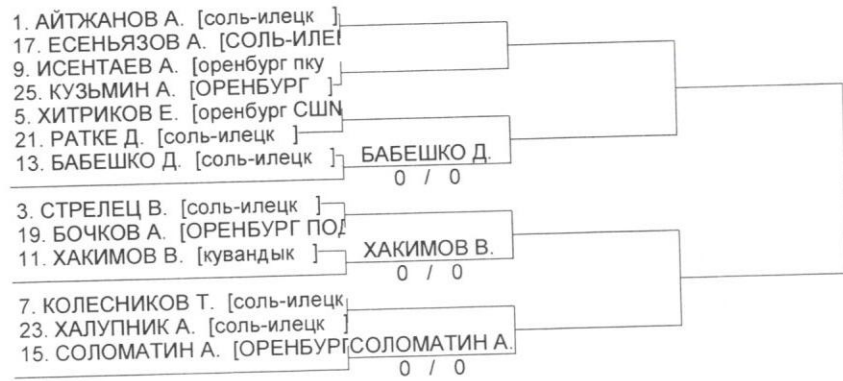 1. АЙТЖАНОВ А. [соль-илецк ]
17. ЕСЕНЬЯЗОВ А. [СОЛЬ-ИЛЕ
9. ИСЕНТАЕВ А. [оренбург пку
25. КУЗЬМИН А. [ОРЕНБУРГ ]
5. ХИТРИКОВ Е. [оренбург СШ
21. РАТКЕ Д. [соль-илецк ]
13. БАБЕШКО Д. [соль-илецк ] БАБЕШКО Д.
0 / 0
3. СТРЕЛЕЦ В. [соль-илецк ]
19. БОЧКОВ А. [ОРЕНБУРГ ПОД
11. ХАКИМОВ В. [кувандык ] ХАКИМОВ В.
0 / 0
7. КОЛЕСНИКОВ Т. [соль-илецк
23. ХАЛУПНИК А. [соль-илецк ]
15. СОЛОМАТИН А. [ОРЕНБУРГ СОЛОМАТИН А.
0 / 0